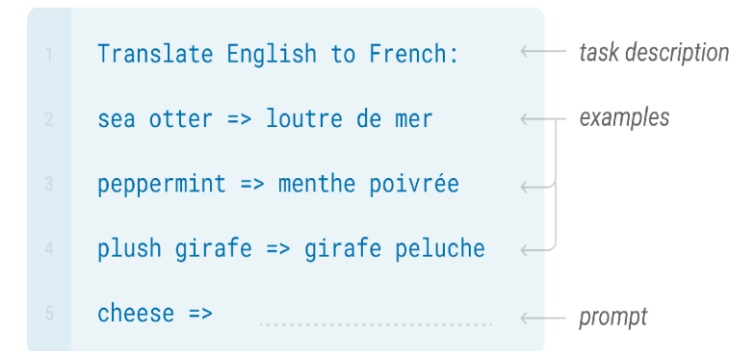 1 Translate English to French: task description
2 sea otter => loutre de mer examples
3 peppermint => menthe poivrée
4 plush girafe => girafe peluche
5 cheese => prompt